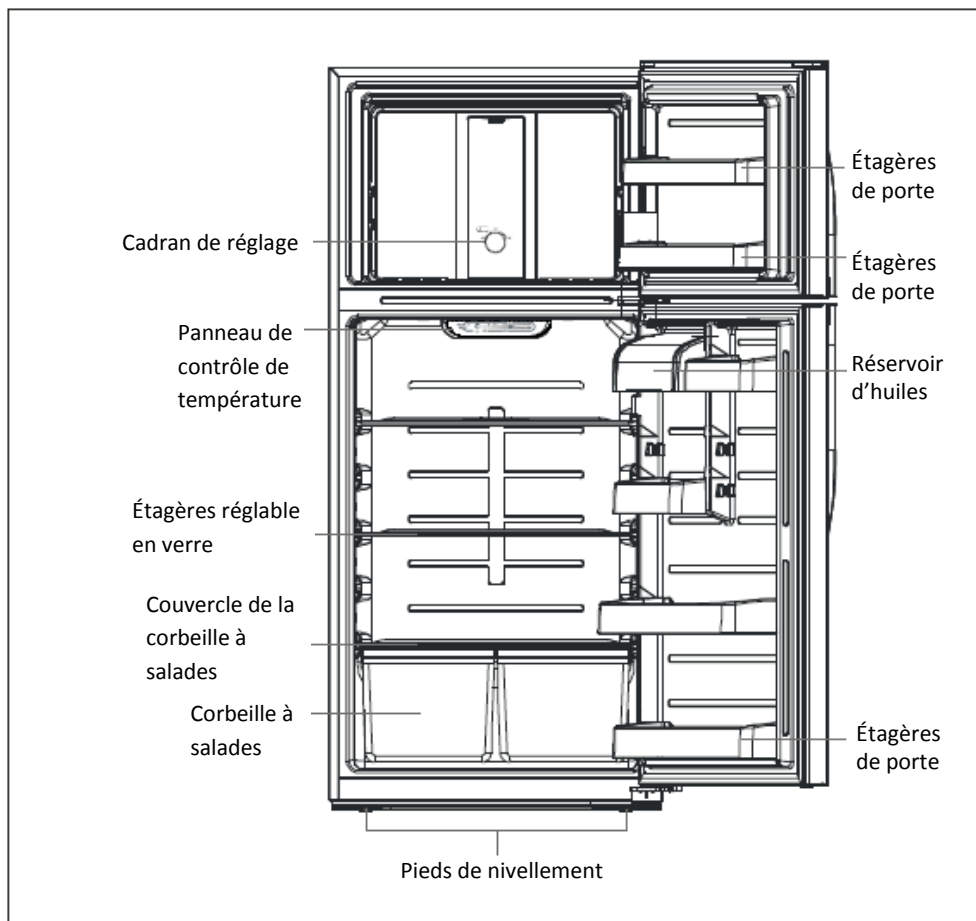 Étagères
de porte
Cadran de réglage
Étagères
de porte
Panneau de
contrôle de
température
Réservoir
d’huiles
Étagères réglable
en verre
Couvercle de la
corbeille à
salades
Corbeille à
salades
Étagères
de porte
Pieds de nivellement